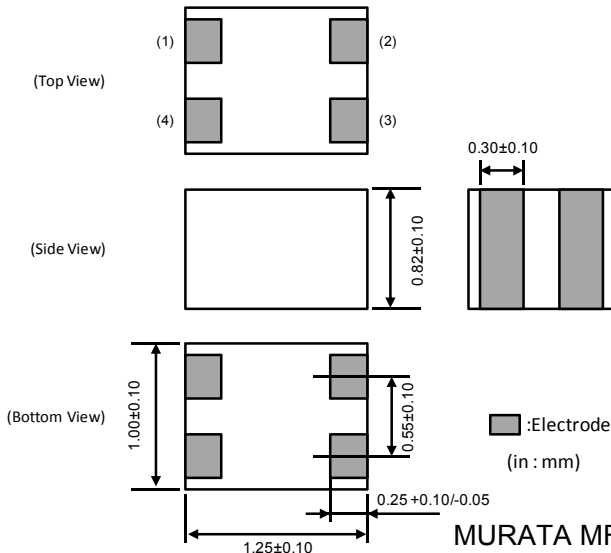 (1)
(2)
(Top View)
(4)
(3)
0.30±0.10
(Side View)
0.82±0.10
(Bottom View)
1.00±0.10
0.55±0.10
:Electrode
(in : mm)
0.25 +0.10/-0.05
1.25±0.10
MURATA